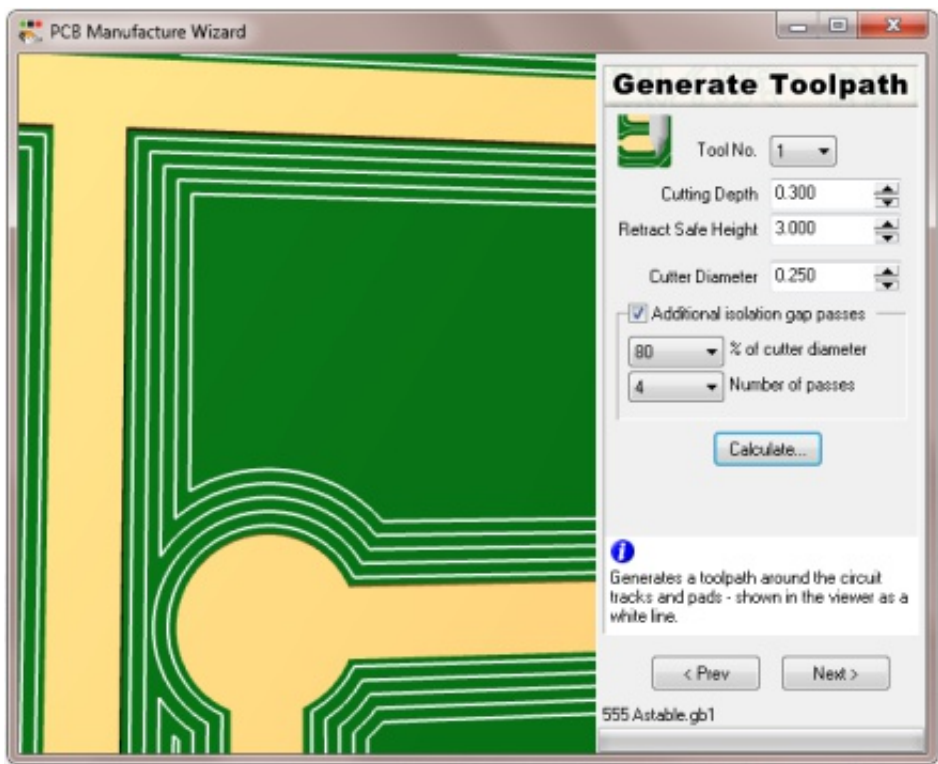 PCB Manufacture Wizard
Generate Toolpath
Tool No. 1
Cutting Depth 0.300
Retract Safe Height 3.000
Cutter Diameter 0.250
Additional isolation gap passes
80 % of cutter diameter
4 Number of passes
Calculate...
Generates a toolpath around the circuit
tracks and pads - shown in the viewer as a
white line.
< Prev Next >
555 Astable.gb1